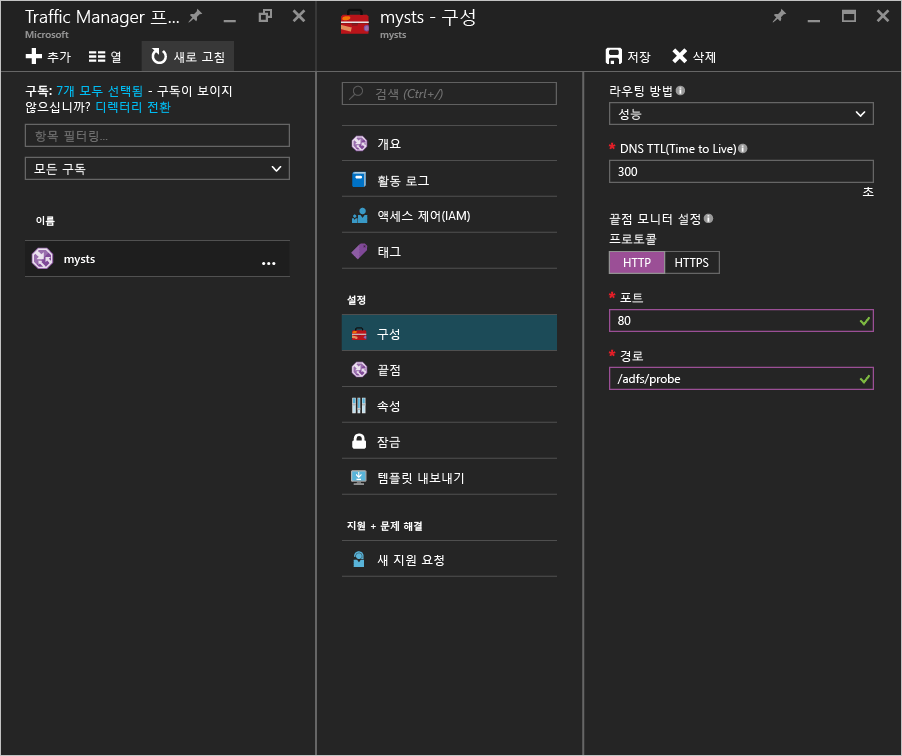 Traffic Manager 프...
Microsoft
추가
열
새로 고침
구독: 7개 모두 선택됨 - 구독이 보이지
않으십니까? 디렉터리 전환
항목 필터링...
모든 구독
이름
mysts
...
mysts - 구성
mysts
검색 (Ctrl+/)
개요
활동 로그
액세스 제어(IAM)
태그
설정
구성
끝점
속성
잠금
템플릿 내보내기
지원 + 문제 해결
새 지원 요청
저장
삭제
라우팅 방법
성능
* DNS TTL(Time to Live)
300
초
끝점 모니터 설정
프로토콜
HTTP
HTTPS
* 포트
80
* 경로
/adfs/probe